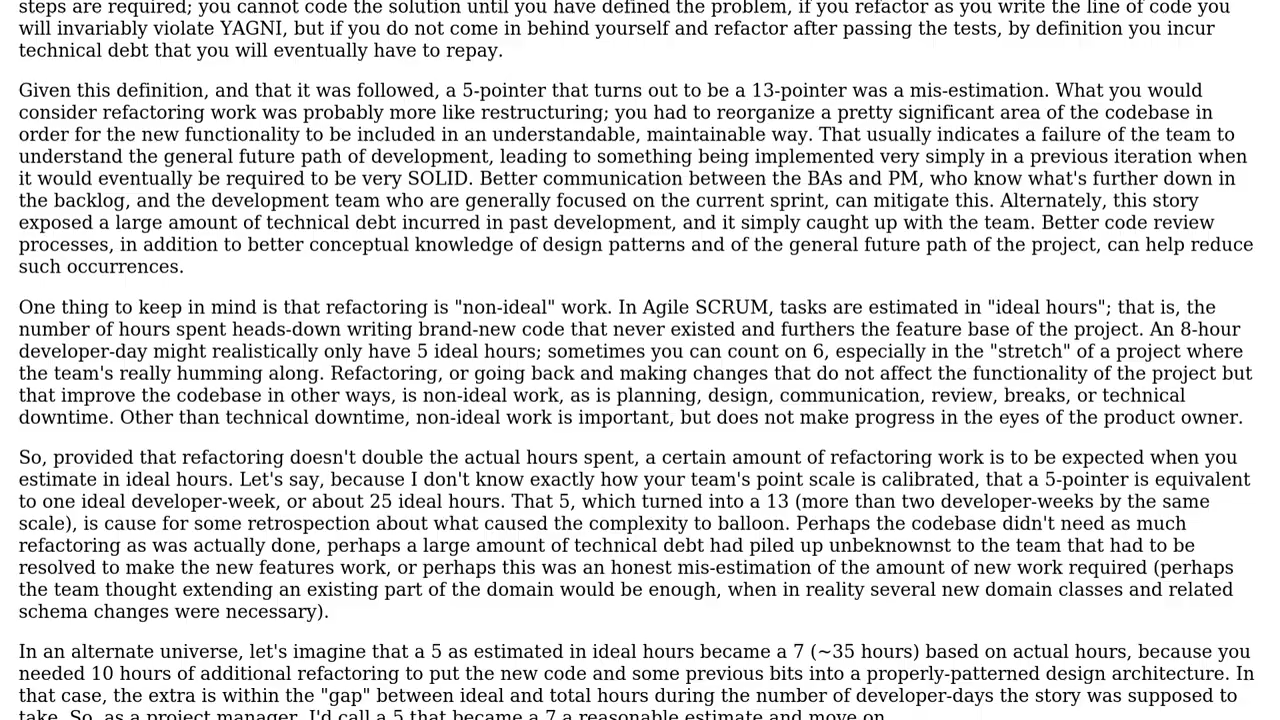 steps are required; you cannot code the solution until you have defined the problem, if you refactor as you write the line of code you
will invariably violate YAGNI, but if you do not come in behind yourself and refactor after passing the tests, by definition you incur
technical debt that you will eventually have to repay.
Given this definition, and that it was followed, a 5-pointer that turns out to be a 13-pointer was a mis-estimation. What you would
consider refactoring work was probably more like restructuring; you had to reorganize a pretty significant area of the codebase in
order for the new functionality to be included in an understandable, maintainable way. That usually indicates a failure of the team to
understand the general future path of development, leading to something being implemented very simply in a previous iteration when
it would eventually be required to be very SOLID. Better communication between the BAs and PM, who know what's further down in
the backlog, and the development team who are generally focused on the current sprint, can mitigate this. Alternately, this story
exposed a large amount of technical debt incurred in past development, and it simply caught up with the team. Better code review
processes, in addition to better conceptual knowledge of design patterns and of the general future path of the project, can help reduce
such occurrences.
One thing to keep in mind is that refactoring is "non-ideal" work. In Agile SCRUM, tasks are estimated in "ideal hours"; that is, the
number of hours spent heads-down writing brand-new code that never existed and furthers the feature base of the project. An 8-hour
developer-day might realistically only have 5 ideal hours; sometimes you can count on 6, especially in the "stretch" of a project where
the team's really humming along. Refactoring, or going back and making changes that do not affect the functionality of the project but
that improve the codebase in other ways, is non-ideal work, as is planning, design, communication, review, breaks, or technical
downtime. Other than technical downtime, non-ideal work is important, but does not make progress in the eyes of the product owner.
So, provided that refactoring doesn't double the actual hours spent, a certain amount of refactoring work is to be expected when you
estimate in ideal hours. Let's say, because I don't know exactly how your team's point scale is calibrated, that a 5-pointer is equivalent
to one ideal developer-week, or about 25 ideal hours. That 5, which turned into a 13 (more than two developer-weeks by the same
scale), is cause for some retrospection about what caused the complexity to balloon. Perhaps the codebase didn't need as much
refactoring as was actually done, perhaps a large amount of technical debt had piled up unbeknownst to the team that had to be
resolved to make the new features work, or perhaps this was an honest mis-estimation of the amount of new work required (perhaps
the team thought extending an existing part of the domain would be enough, when in reality several new domain classes and related
schema changes were necessary).
In an alternate universe, let's imagine that a 5 as estimated in ideal hours became a 7 (~35 hours) based on actual hours, because you
needed 10 hours of additional refactoring to put the new code and some previous bits into a properly-patterned design architecture. In
that case, the extra is within the "gap" between ideal and total hours during the number of developer-days the story was supposed to
take. So, as a project manager, I'd call a 5 that became a 7 a reasonable estimate and move on.